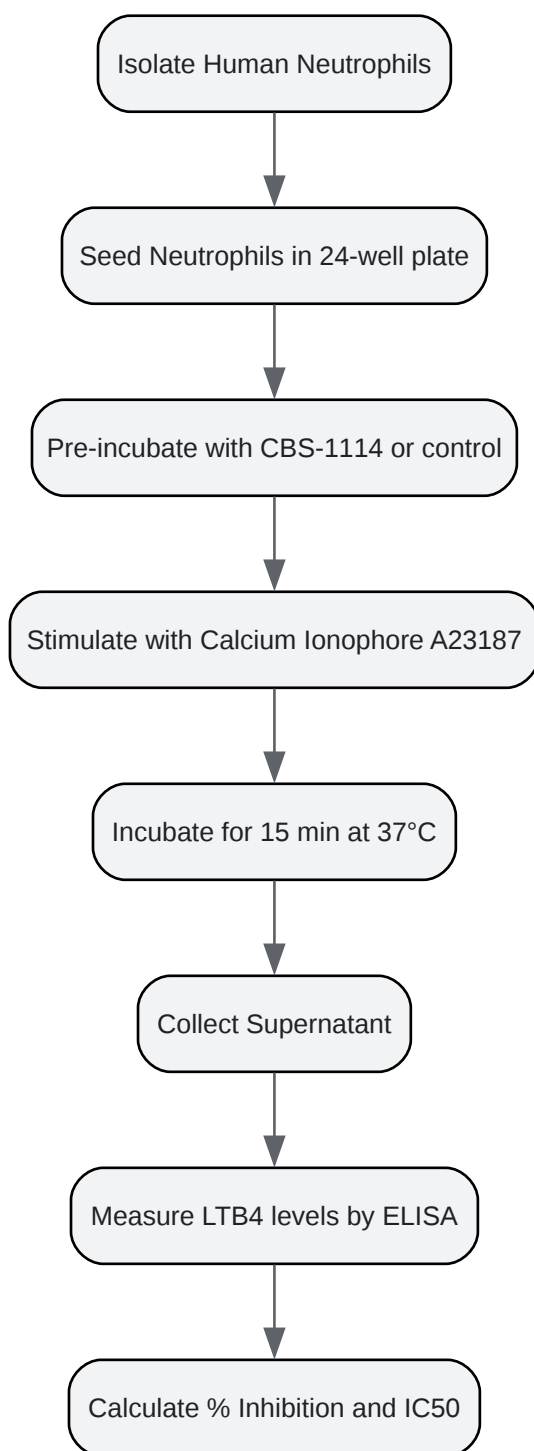 Isolate Human Neutrophils
Seed Neutrophils in 24-well plate
Pre-incubate with CBS-1114 or control
Stimulate with Calcium Ionophore A23187
Incubate for 15 min at 37°C
Collect Supernatant
Measure LTB4 levels by ELISA
Calculate % Inhibition and IC50